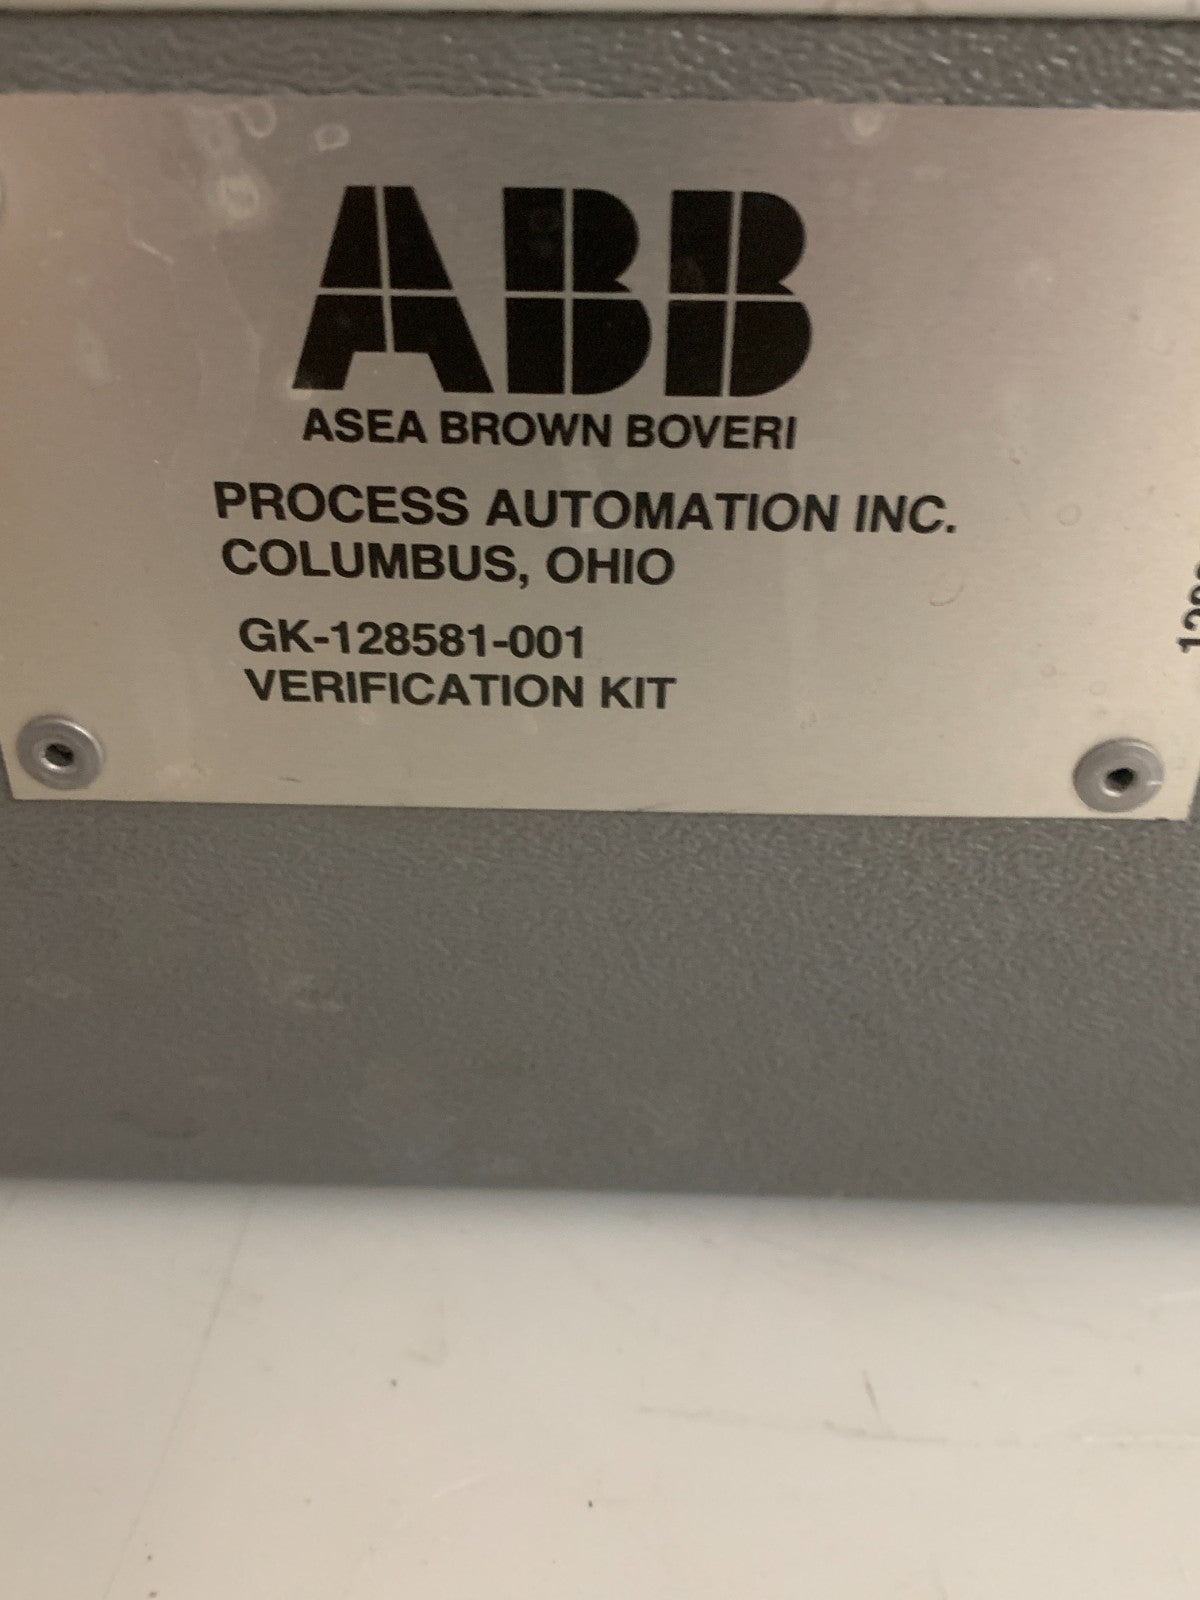 ABB
ASEA BROWN BOVERI
PROCESS AUTOMATION INC.
COLUMBUS, OHIO
GK-128581-001
VERIFICATION KIT